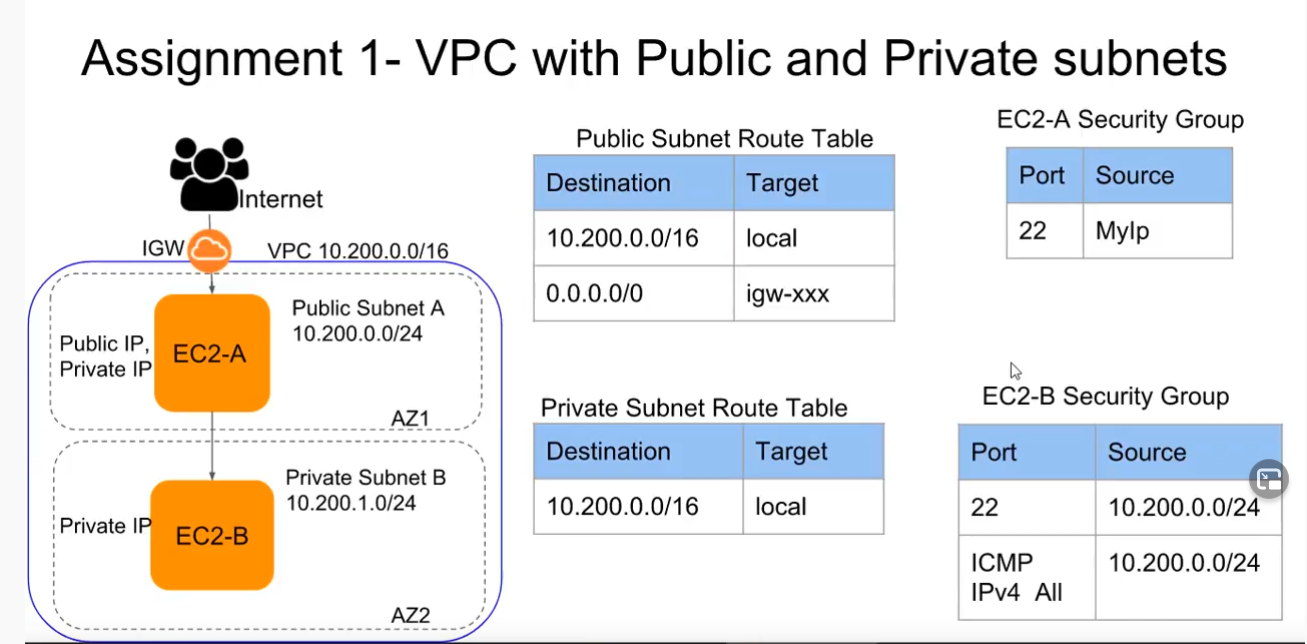 Assignment 1- VPC with Public and Private subnets
Internet
IGW
VPC 10.200.0.0/16
Public Subnet A
10.200.0.0/24
Public IP,
Private IP
EC2-A
AZ1
Private Subnet B
10.200.1.0/24
Private IP
EC2-B
AZ2
Public Subnet Route Table
Destination Target
10.200.0.0/16 local
0.0.0.0/0 igw-xxx
Private Subnet Route Table
Destination Target
10.200.0.0/16 local
EC2-A Security Group
Port Source
22 MyIp
EC2-B Security Group
Port Source
22 10.200.0.0/24
ICMP 10.200.0.0/24
IPv4 All